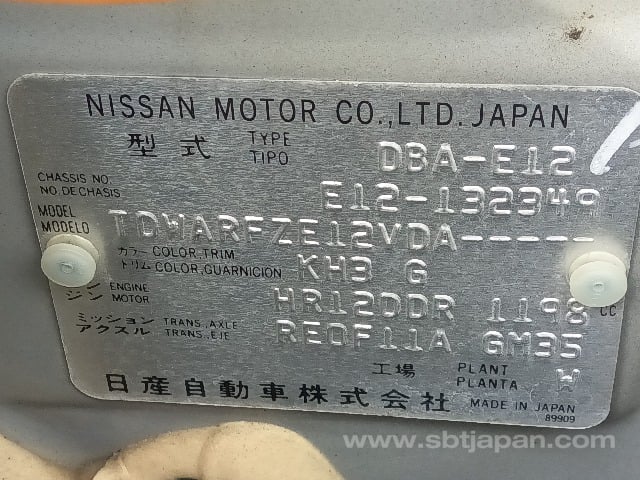 NISSAN MOTOR CO.,LTD. JAPAN
型式 TYPE TIPO DBA-E12
CHASSIS NO. NO. DE CHASIS E12-132349
MODEL MODELO TDWARFZE12VDA------
カラー COLOR,TRIM
トリム COLOR,GUARNICION KH3 G
ENGINE
ジン MOTOR HR12DDR 1198 CC
ミッション TRANS.,AXLE
アクスル TRANS.,EJE RE0F11A GM35
工場 PLANT PLANTA W
日産自動車株式会社 MADE IN JAPAN
89909
www.sbtjapan.com